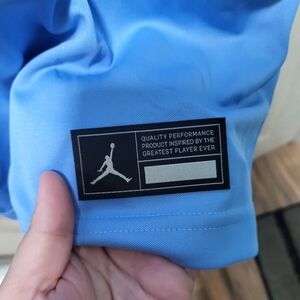 QUALITY PERFORMANCE
PRODUCT INSPIRED BY THE
GREATEST PLAYER EVER